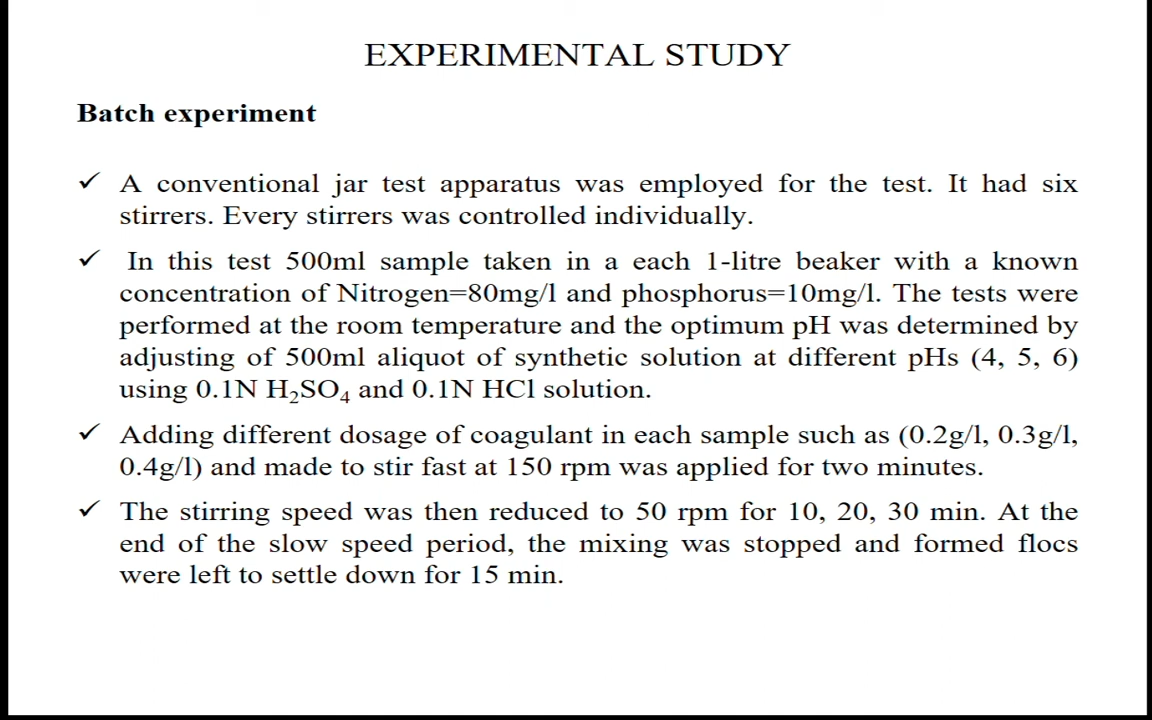 EXPERIMENTAL STUDY
Batch experiment
✓ A conventional jar test apparatus was employed for the test. It had six
stirrers. Every stirrers was controlled individually.
✓ In this test 500ml sample taken in a each 1-litre beaker with a known
concentration of Nitrogen=80mg/l and phosphorus=10mg/l. The tests were
performed at the room temperature and the optimum pH was determined by
adjusting of 500ml aliquot of synthetic solution at different pHs (4, 5, 6)
using 0.1N H₂SO₄ and 0.1N HCl solution.
✓ Adding different dosage of coagulant in each sample such as (0.2g/l, 0.3g/l,
0.4g/l) and made to stir fast at 150 rpm was applied for two minutes.
✓ The stirring speed was then reduced to 50 rpm for 10, 20, 30 min. At the
end of the slow speed period, the mixing was stopped and formed flocs
were left to settle down for 15 min.